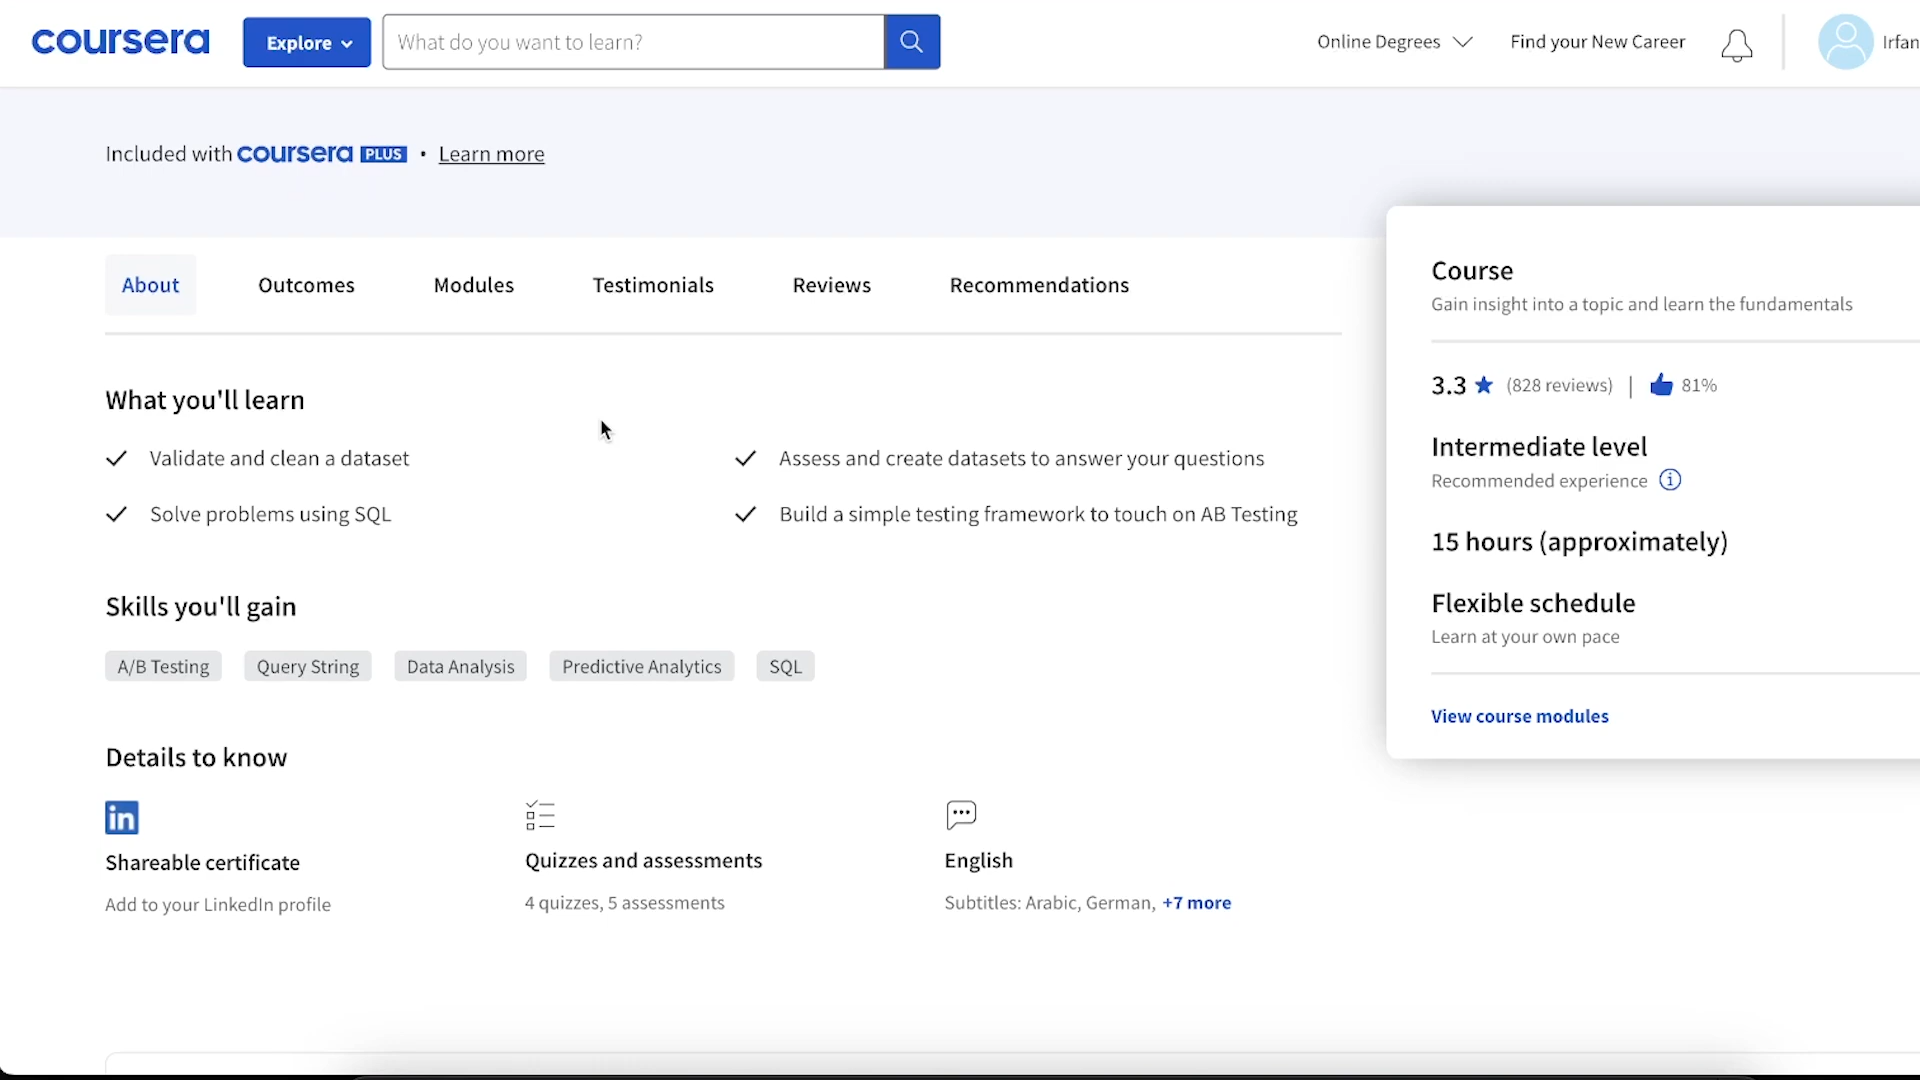 coursera
Explore
What do you want to learn?
Online Degrees
Find your New Career
Irfan
Included with coursera PLUS • Learn more
About
Outcomes
Modules
Testimonials
Reviews
Recommendations
What you'll learn
Validate and clean a dataset
Assess and create datasets to answer your questions
Solve problems using SQL
Build a simple testing framework to touch on AB Testing
Skills you'll gain
A/B Testing
Query String
Data Analysis
Predictive Analytics
SQL
Details to know
in
Shareable certificate
Add to your LinkedIn profile
Quizzes and assessments
4 quizzes, 5 assessments
English
Subtitles: Arabic, German, +7 more
Course
Gain insight into a topic and learn the fundamentals
3.3 ★ (828 reviews) | 81%
Intermediate level
Recommended experience
15 hours (approximately)
Flexible schedule
Learn at your own pace
View course modules